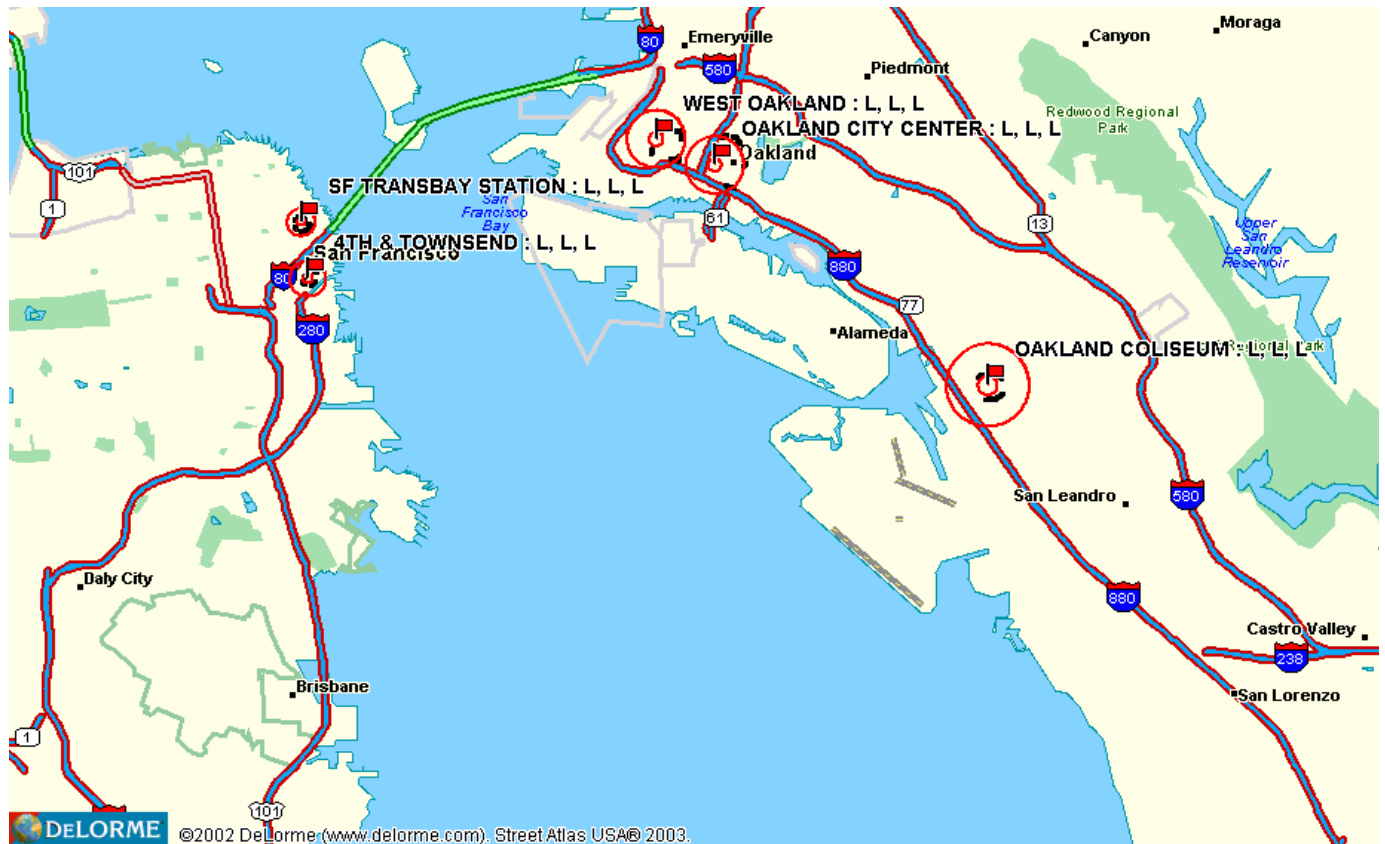 Moraga
Canyon
Emeryville
80
580
Piedmont
WEST OAKLAND : L, L, L
Redwood Regional
Park
OAKLAND CITY CENTER : L, L, L
Oakland
101
SF TRANSBAY STATION : L, L, L
San
Francisco
Bay
1
61
13
Upper
San
Leandro
Reservoir
4TH & TOWNSEND : L, L, L
San Francisco
80
880
77
280
Alameda
OAKLAND COLISEUM : L, L, L
Regional Park
San Leandro
580
Daly City
880
Castro Valley
238
Brisbane
San Lorenzo
1
101
DELORME
©2002 DeLorme (www.delorme.com). Street Atlas USA® 2003.